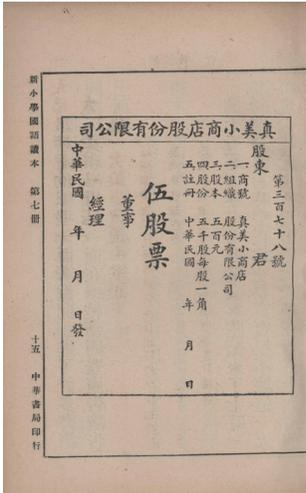 真美小商店股份有限公司
第三百七十八號
股東 君
一商號 真美小商店
二組織 股份有限公司
三股本 五百元
四股份 五千股每股一角
五註冊 中華民國 年 月 日
伍股票
董事
經理
中華民國 年 月 日發
新小學國語讀本 第七冊
十五 中華書局印行